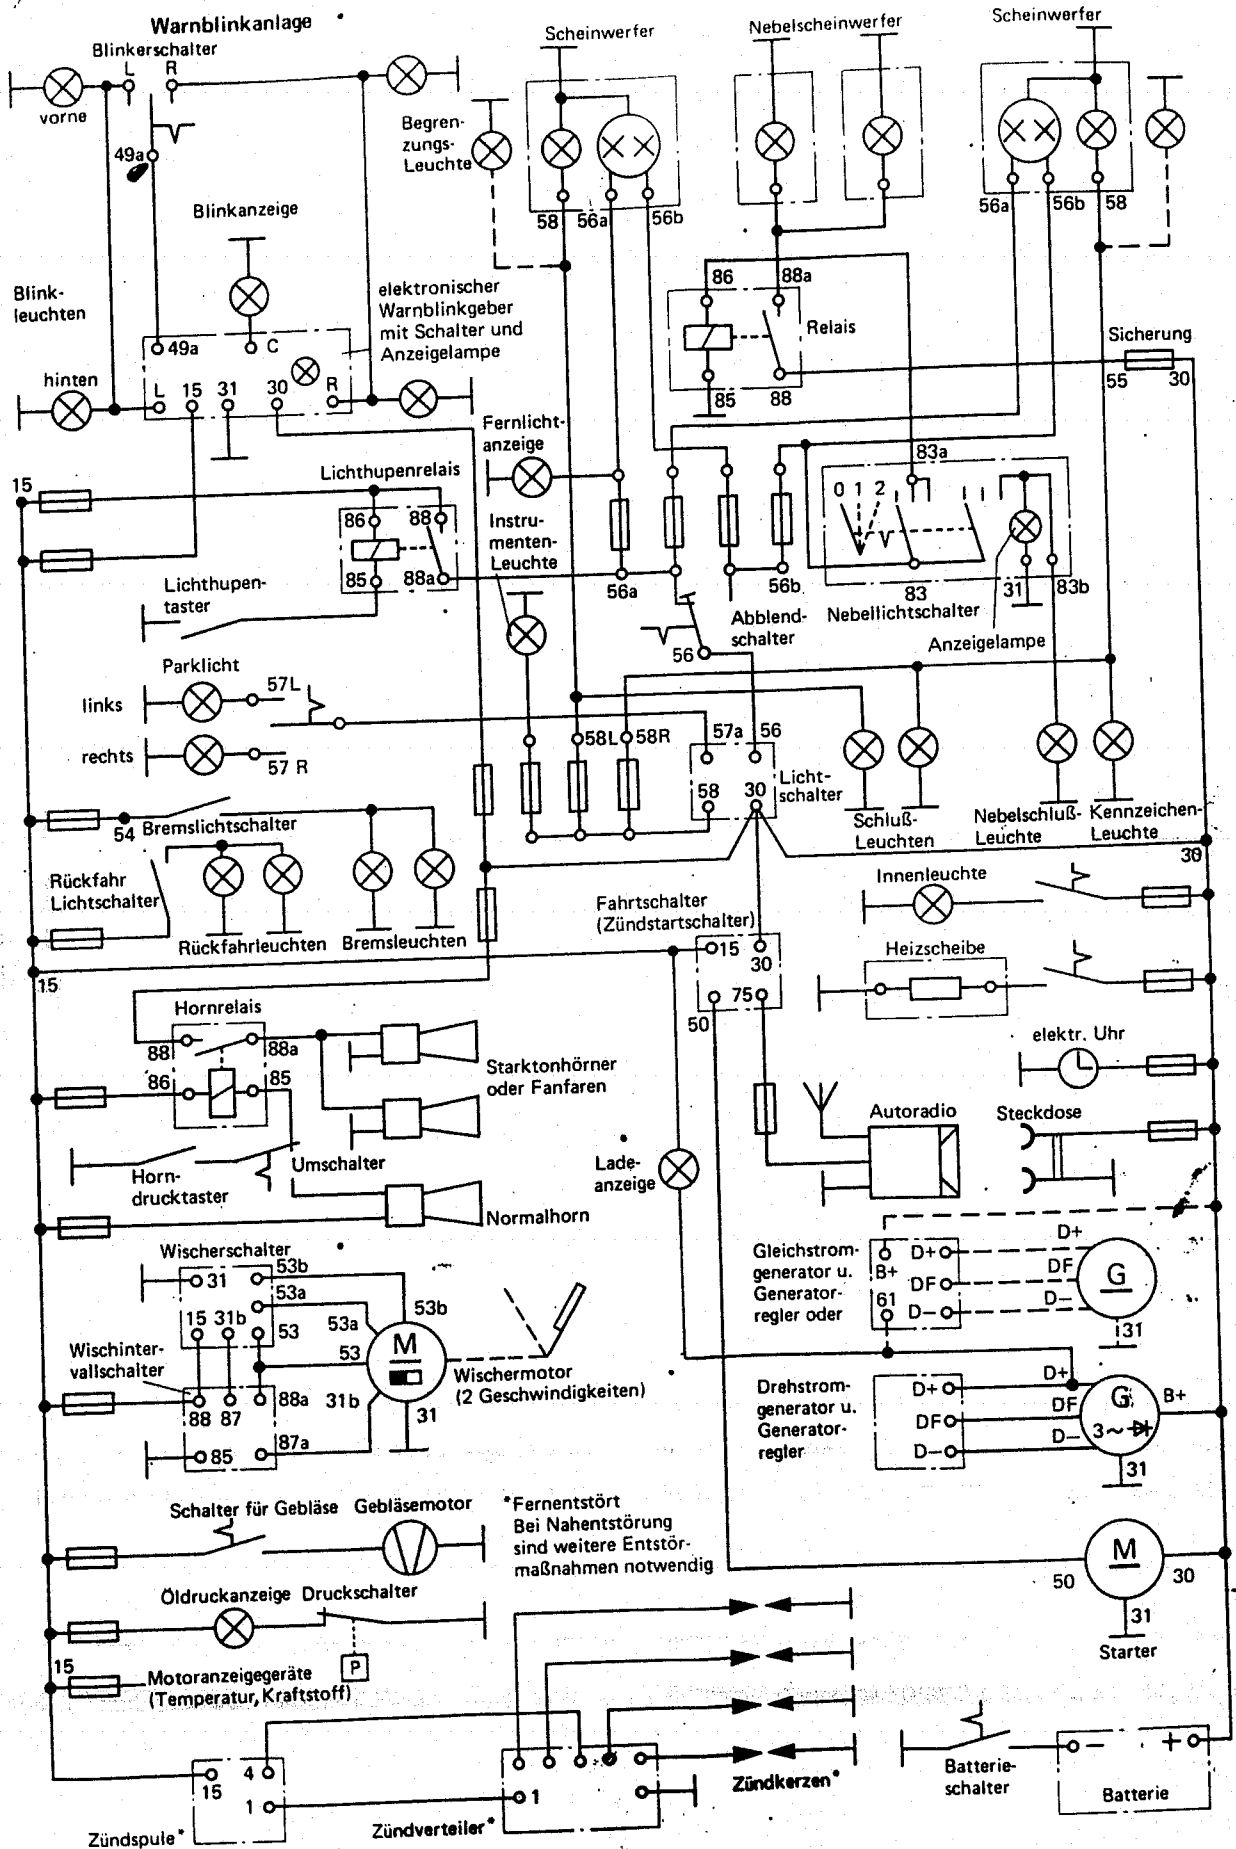 Warnblinkanlage
Blinkerschalter
L R
vorne
49a
Blinkanzeige
Blink-
leuchten
hinten
49a C
L 15 31 30 R
elektronischer
Warnblinkgeber
mit Schalter und
Anzeigelampe
Scheinwerfer
Begren-
zungs-
Leuchte
58 56a 56b
Nebelscheinwerfer
Scheinwerfer
56a 56b 58
86 88a
Relais
85 88
Sicherung
55 30
Fernlicht-
anzeige
Instru-
menten-
Leuchte
15
Lichthupenrelais
86 88
85 88a
Lichthupen-
taster
56a
56b
Abblend-
schalter
56
83a
0 1 2
83 31 83b
Nebellichtschalter
Anzeigelampe
Parklicht
links
57L
rechts
57 R
58L 58R
57a 56
58 30
Licht-
schalter
Schluß-
Leuchten
Nebelschluß-
Leuchte
Kennzeichen-
Leuchte
30
54 Bremslichtschalter
Rückfahr
Lichtschalter
Rückfahrleuchten Bremsleuchten
15
Fahrtschalter
(Zündstartschalter)
15 30
50 75
Innenleuchte
Heizscheibe
elektr. Uhr
Autoradio
Steckdose
Hornrelais
88 88a
86 85
Starktonhörner
oder Fanfaren
Horn-
drucktaster
Umschalter
Normalhorn
Lade-
anzeige
Wischerschalter
31 53b
53a
15 31b 53
53b
53a
53
31b
M
31
Wischinter-
vallschalter
88 87 88a
85 87a
Wischermotor
(2 Geschwindigkeiten)
Gleichstrom-
generator u.
Generator-
regler oder
B+ D+
DF
61 D−
D+
DF
D−
G
31
Drehstrom-
generator u.
Generator-
regler
D+
DF
D−
D+
DF
D−
G
3~
B+
31
Schalter für Gebläse Gebläsemotor
*Fernentstört
Bei Nahentstörung
sind weitere Entstör-
maßnahmen notwendig
M
50 30
31
Starter
Öldruckanzeige Druckschalter
P
15
Motoranzeigegeräte
(Temperatur,Kraftstoff)
15 4
1
Zündspule*
1
Zündverteiler*
Zündkerzen*
Batterie-
schalter
− +
Batterie